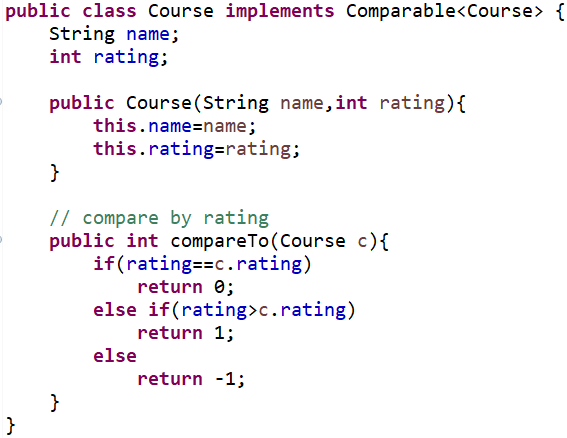 public class Course implements Comparable<Course> {
    String name;
    int rating;

    public Course(String name,int rating){
        this.name=name;
        this.rating=rating;
    }

    // compare by rating
    public int compareTo(Course c){
        if(rating==c.rating)
            return 0;
        else if(rating>c.rating)
            return 1;
        else
            return -1;
    }
}